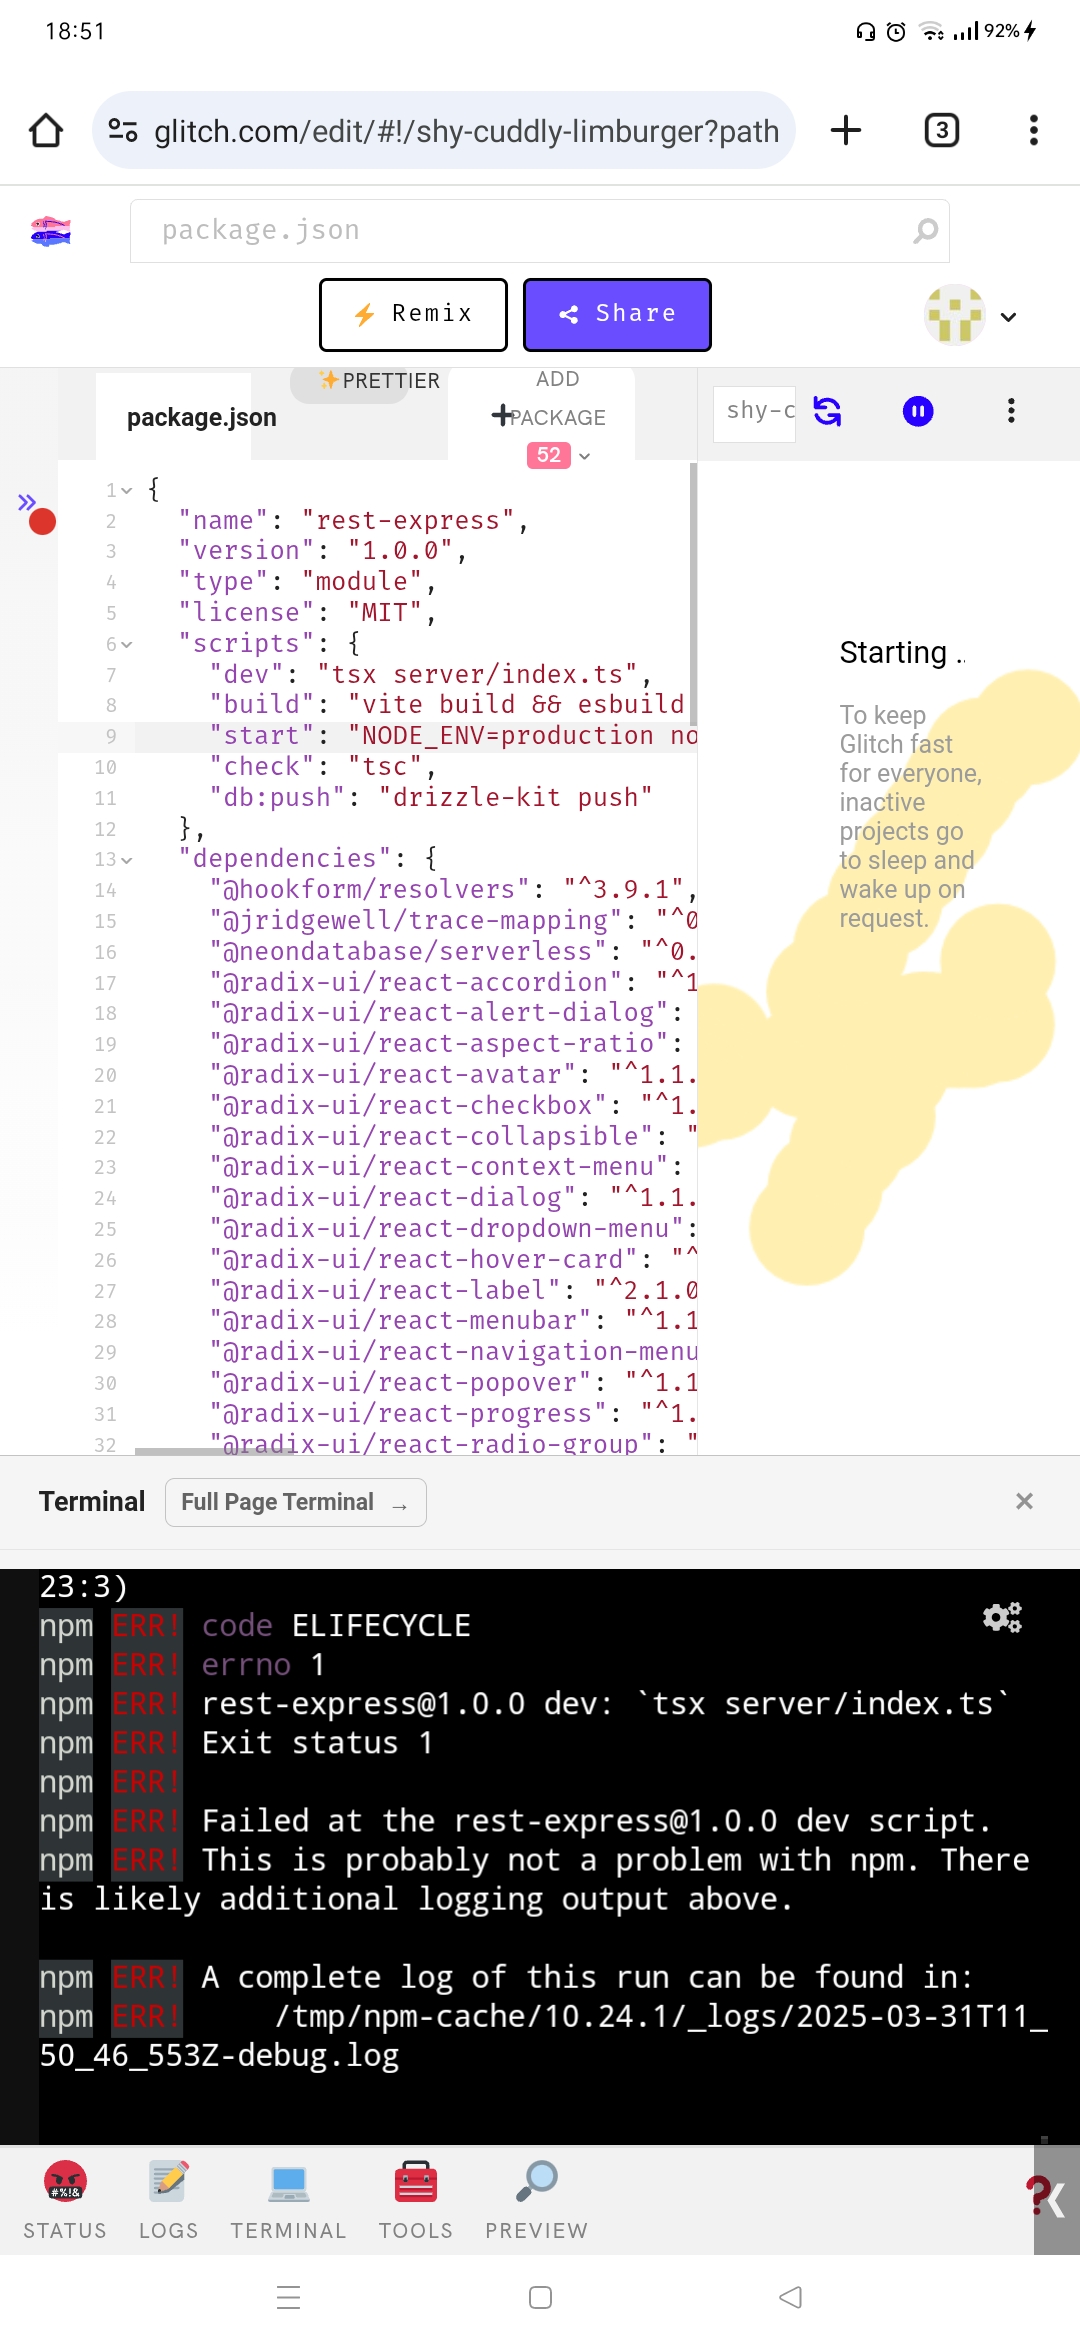 18:51
92%
glitch.com/edit/#!/shy-cuddly-limburger?path
3
package.json
Remix
Share
package.json
PRETTIER
ADD
PACKAGE
52
shy-c
1 {
2 "name": "rest-express",
3 "version": "1.0.0",
4 "type": "module",
5 "license": "MIT",
6 "scripts": {
7 "dev": "tsx server/index.ts",
8 "build": "vite build && esbuild
9 "start": "NODE_ENV=production no
10 "check": "tsc",
11 "db:push": "drizzle-kit push"
12 },
13 "dependencies": {
14 "@hookform/resolvers": "^3.9.1",
15 "@jridgewell/trace-mapping": "^0
16 "@neondatabase/serverless": "^0.
17 "@radix-ui/react-accordion": "^1
18 "@radix-ui/react-alert-dialog":
19 "@radix-ui/react-aspect-ratio":
20 "@radix-ui/react-avatar": "^1.1.
21 "@radix-ui/react-checkbox": "^1.
22 "@radix-ui/react-collapsible": "
23 "@radix-ui/react-context-menu":
24 "@radix-ui/react-dialog": "^1.1.
25 "@radix-ui/react-dropdown-menu":
26 "@radix-ui/react-hover-card": "^
27 "@radix-ui/react-label": "^2.1.0
28 "@radix-ui/react-menubar": "^1.1
29 "@radix-ui/react-navigation-menu
30 "@radix-ui/react-popover": "^1.1
31 "@radix-ui/react-progress": "^1.
32 "@radix-ui/react-radio-group": "
Starting ..
To keep
Glitch fast
for everyone,
inactive
projects go
to sleep and
wake up on
request.
Terminal
Full Page Terminal →
23:3)
npm ERR! code ELIFECYCLE
npm ERR! errno 1
npm ERR! rest-express@1.0.0 dev: `tsx server/index.ts`
npm ERR! Exit status 1
npm ERR!
npm ERR! Failed at the rest-express@1.0.0 dev script.
npm ERR! This is probably not a problem with npm. There
is likely additional logging output above.
npm ERR! A complete log of this run can be found in:
npm ERR! /tmp/npm-cache/10.24.1/_logs/2025-03-31T11_
50_46_553Z-debug.log
#%!&
STATUS
LOGS
TERMINAL
TOOLS
PREVIEW